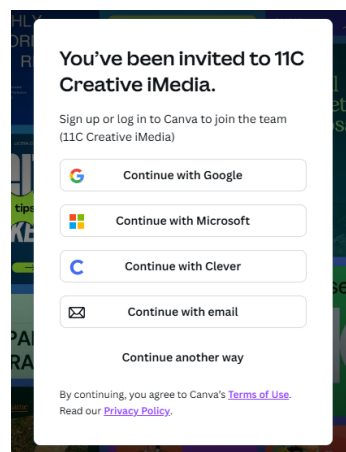 You've been invited to 11C
Creative iMedia.
Sign up or log in to Canva to join the team
(11C Creative iMedia)
Continue with Google
Continue with Microsoft
Continue with Clever
Continue with email
Continue another way
By continuing, you agree to Canva's Terms of Use.
Read our Privacy Policy.
tips